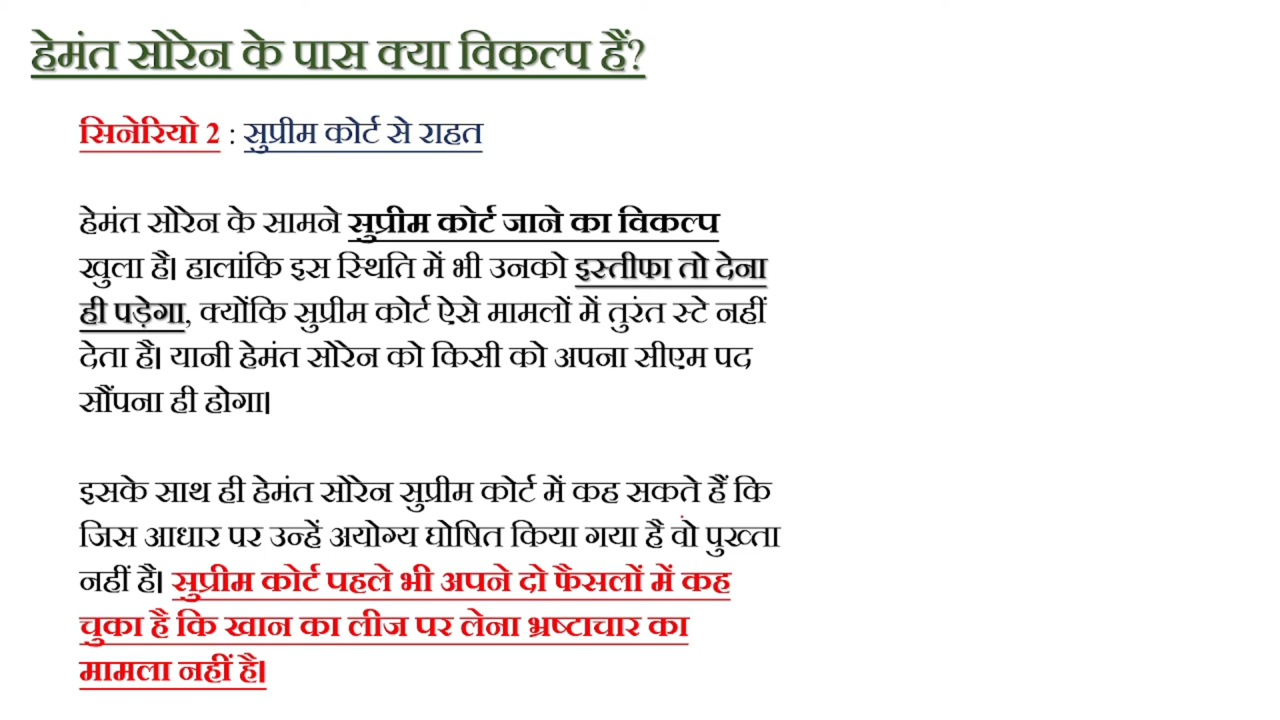 हेमंत सोरेन के पास क्या विकल्प हैं?
सिनेरियो 2 : सुप्रीम कोर्ट से राहत
हेमंत सोरेन के सामने सुप्रीम कोर्ट जाने का विकल्प
खुला है। हालांकि इस स्थिति में भी उनको इस्तीफा तो देना
ही पड़ेगा, क्योंकि सुप्रीम कोर्ट ऐसे मामलों में तुरंत स्टे नहीं
देता है। यानी हेमंत सोरेन को किसी को अपना सीएम पद
सौंपना ही होगा।
इसके साथ ही हेमंत सोरेन सुप्रीम कोर्ट में कह सकते हैं कि
जिस आधार पर उन्हें अयोग्य घोषित किया गया है वो पुख्ता
नहीं है। सुप्रीम कोर्ट पहले भी अपने दो फैसलों में कह
चुका है कि खान का लीज पर लेना भ्रष्टाचार का
मामला नहीं है।